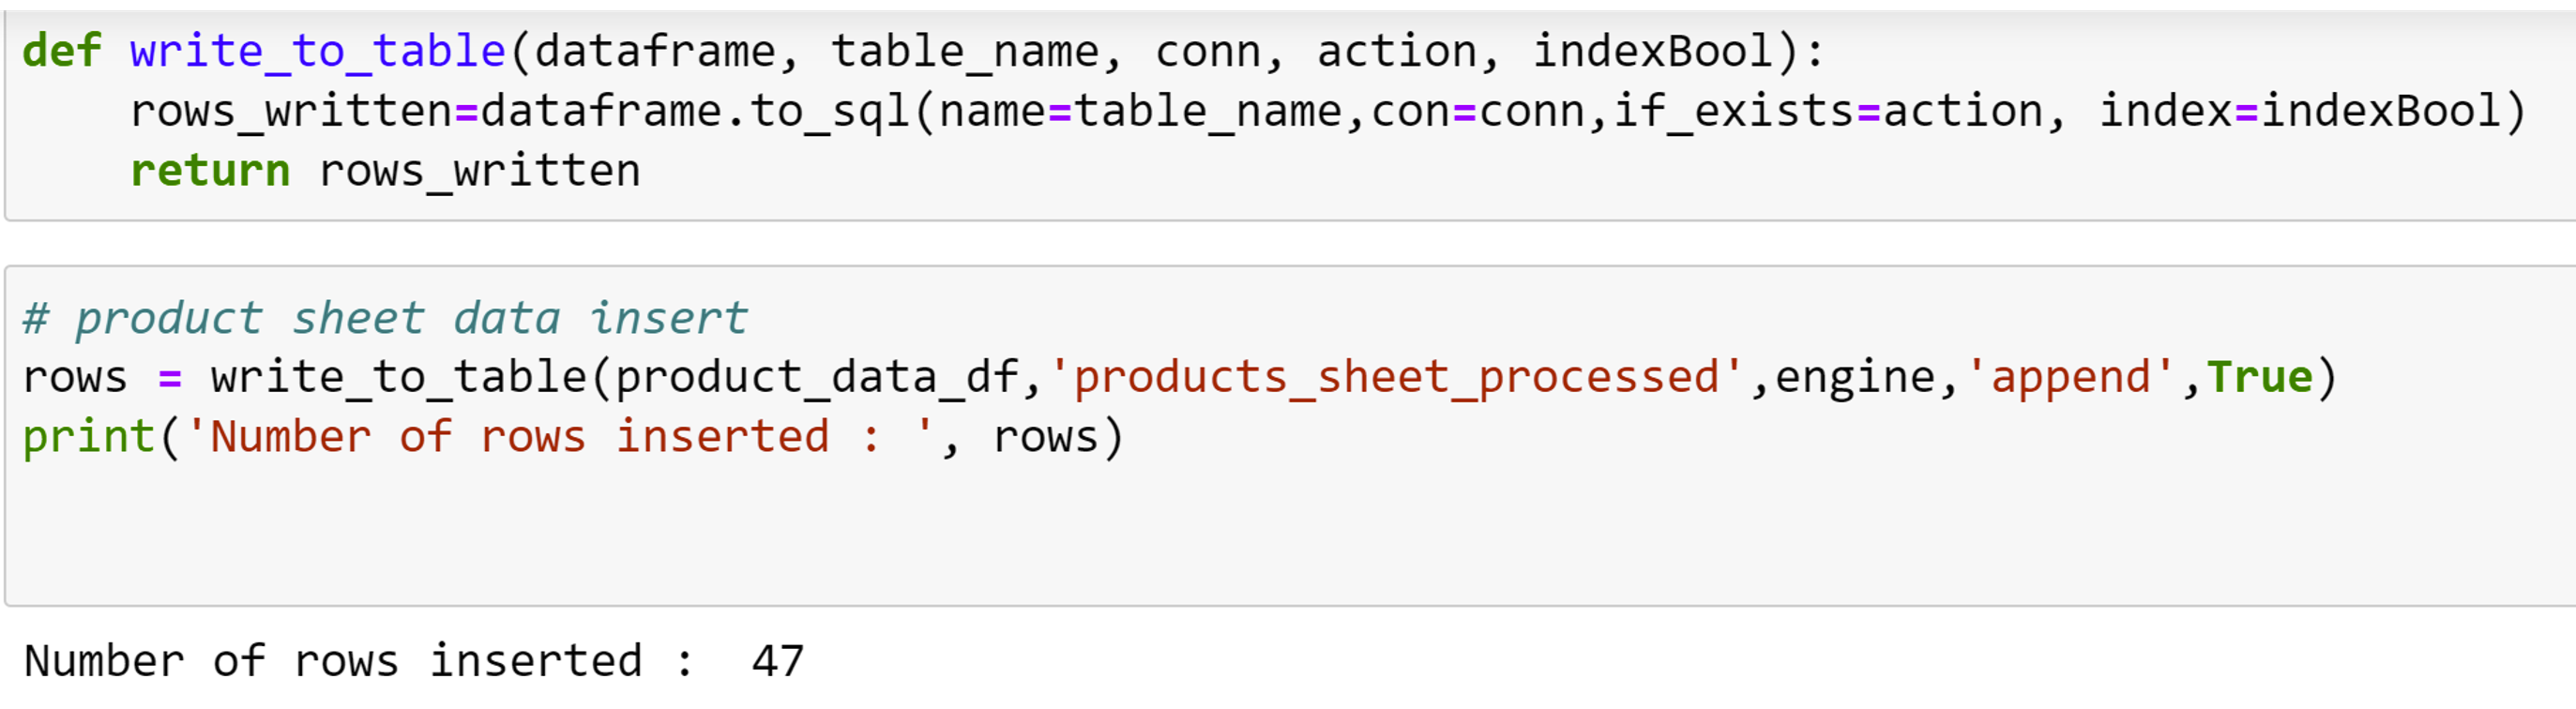 def write_to_table(dataframe, table_name, conn, action, indexBool):
    rows_written=dataframe.to_sql(name=table_name,con=conn,if_exists=action, index=indexBool)
    return rows_written
# product sheet data insert
rows = write_to_table(product_data_df,'products_sheet_processed',engine,'append',True)
print('Number of rows inserted : ', rows)
Number of rows inserted :  47